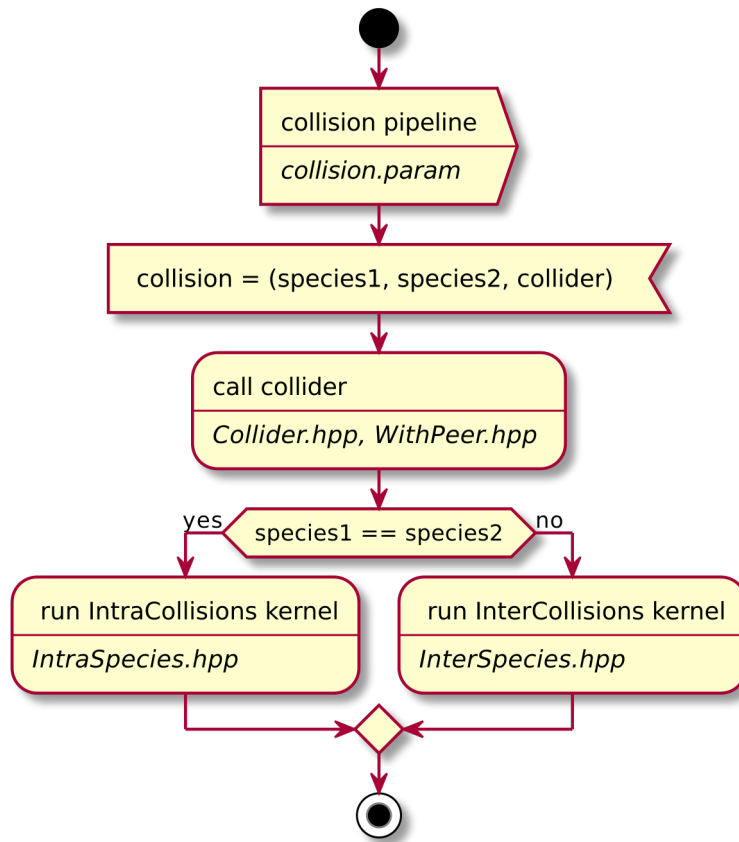 collision pipeline
collision.param
collision = (species1, species2, collider)
call collider
Collider.hpp, WithPeer.hpp
yes
species1 == species2
no
run IntraCollisions kernel
IntraSpecies.hpp
run InterCollisions kernel
InterSpecies.hpp